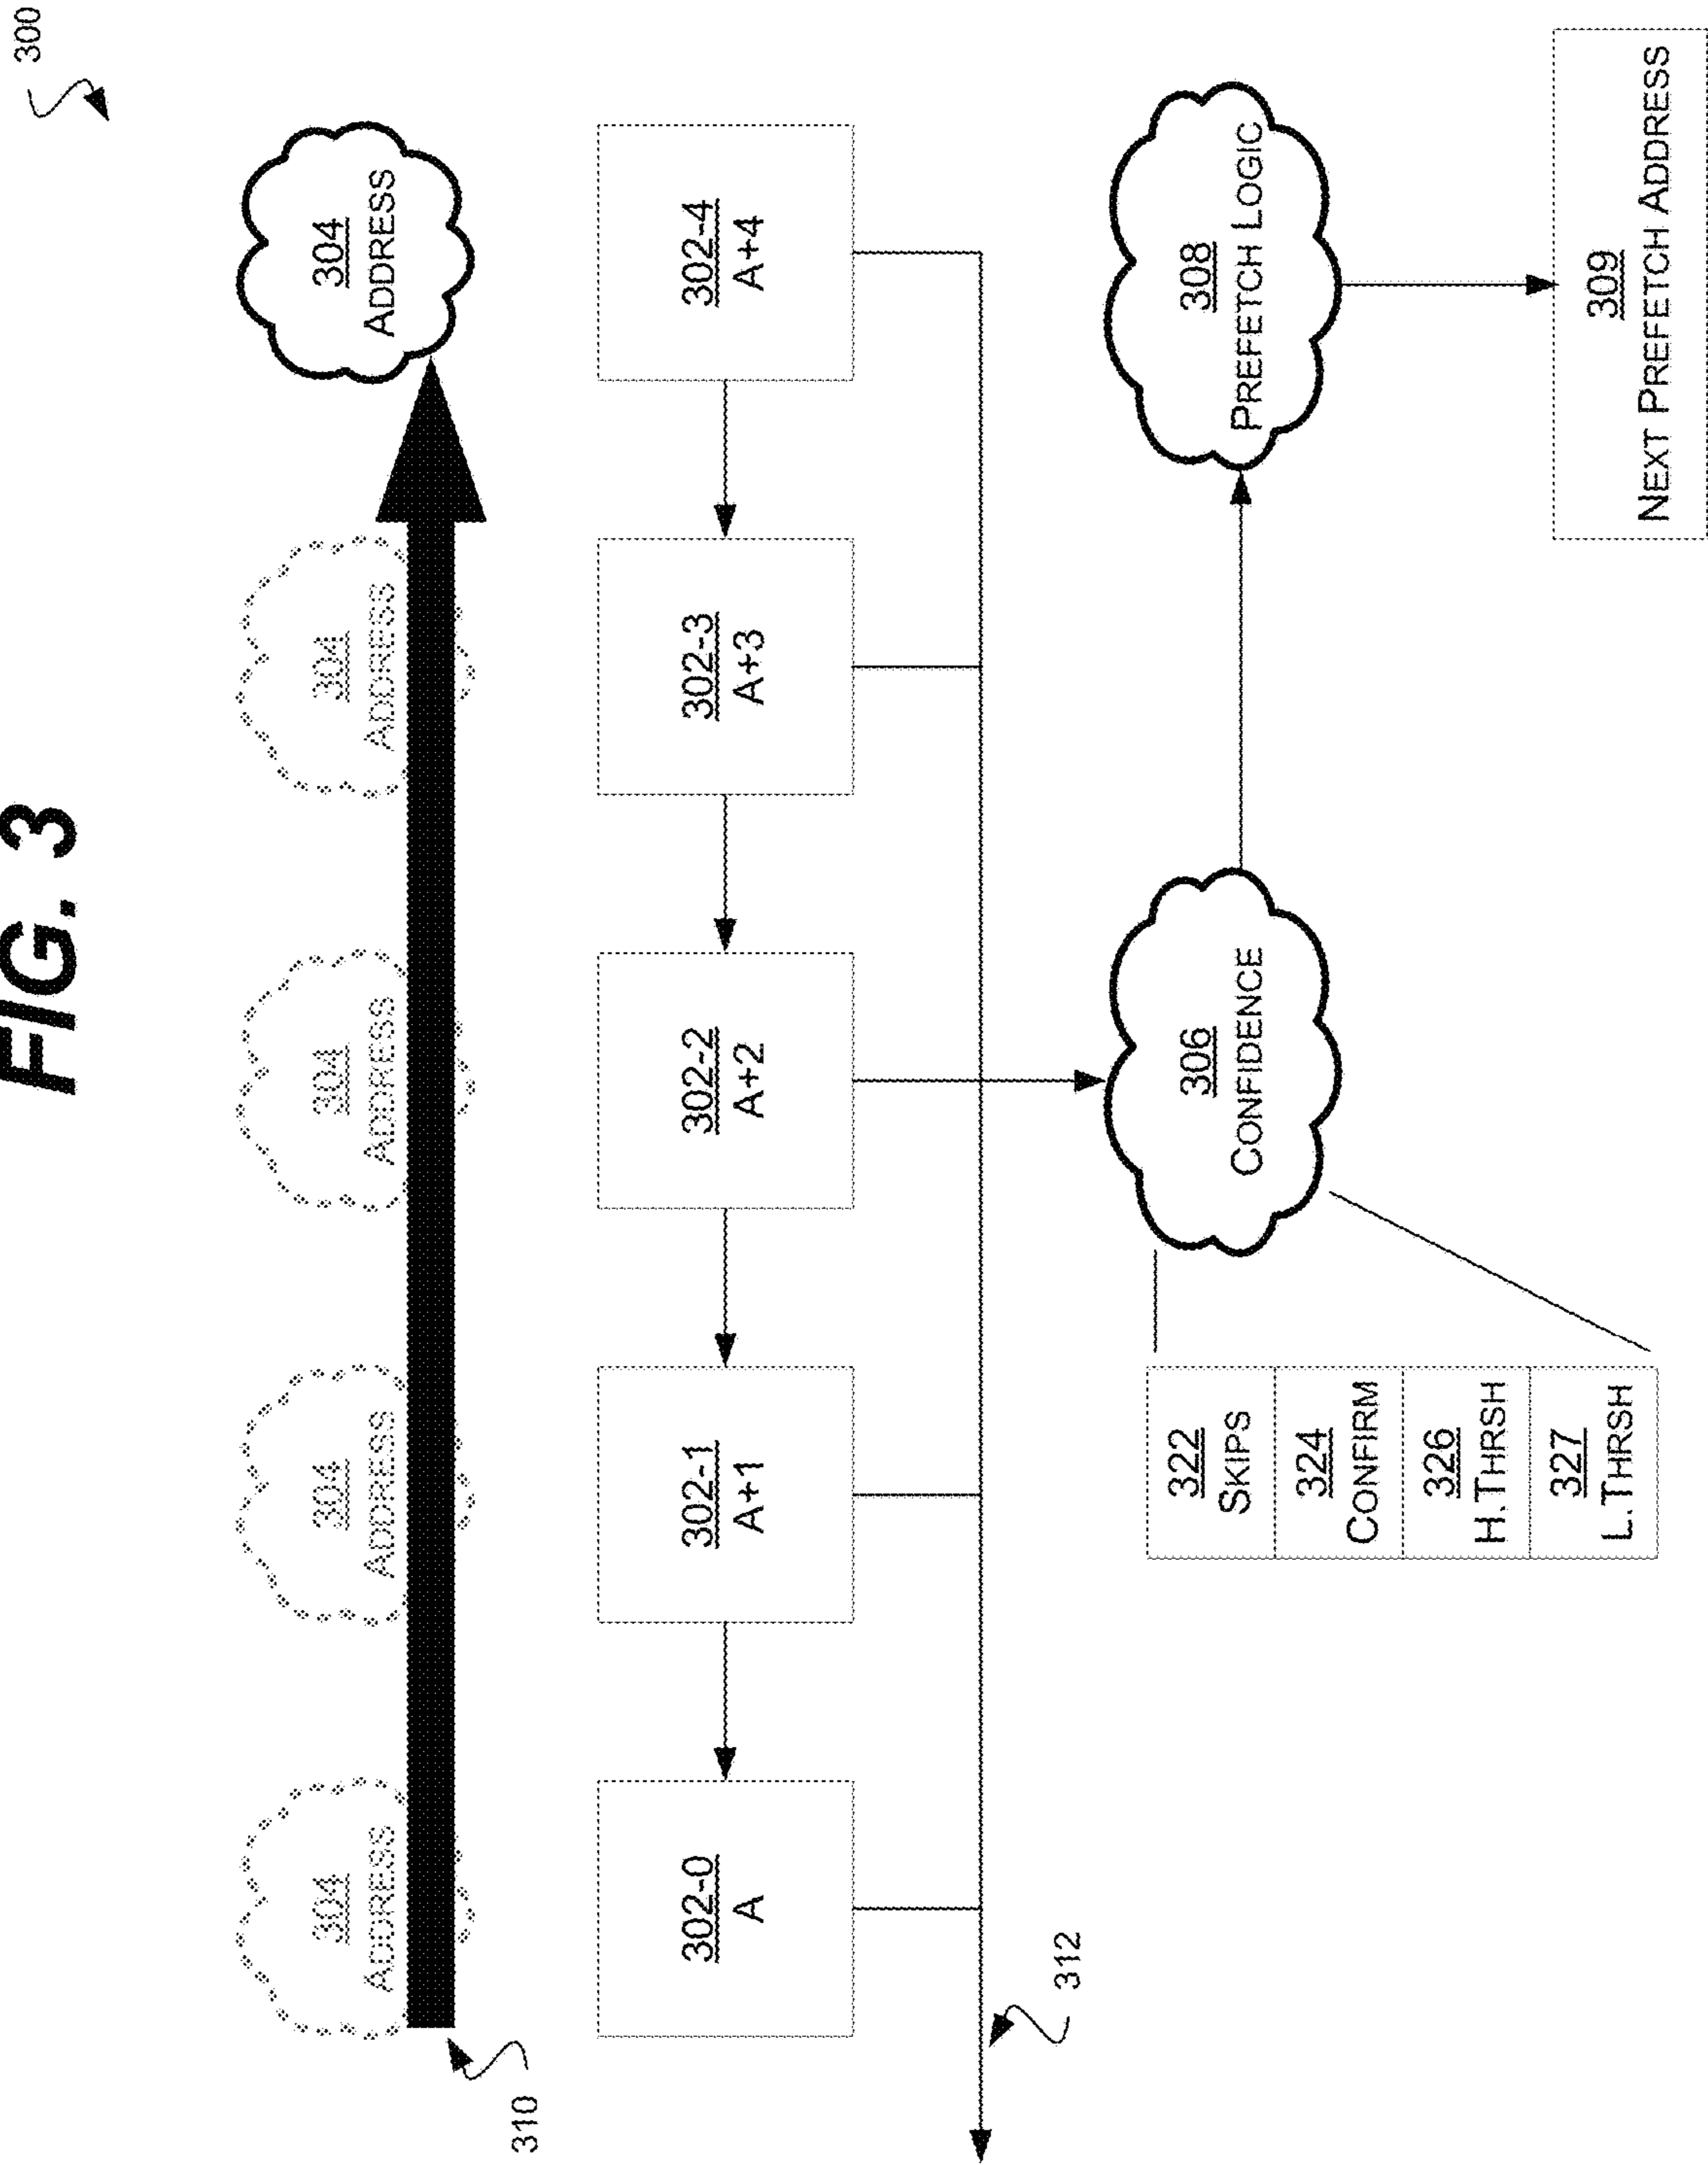 FIG. 3
300
304
ADDRESS
304
ADDRESS
304
ADDRESS
304
ADDRESS
304
ADDRESS
310
302-0
A
302-1
A+1
302-2
A+2
302-3
A+3
302-4
A+4
312
322
SKIPS
324
CONFIRM
326
H.THRSH
327
L.THRSH
306
CONFIDENCE
308
PREFETCH LOGIC
309
NEXT PREFETCH ADDRESS